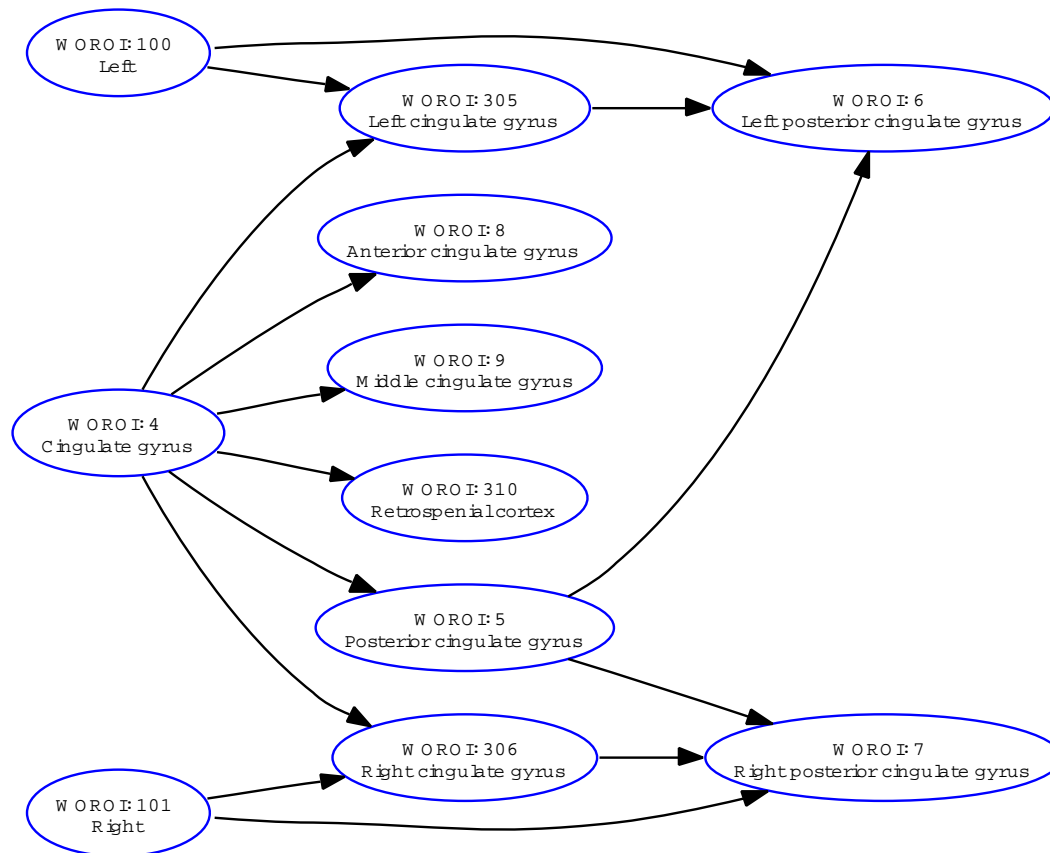 WOROI:100
Left
WOROI:305
Left cingulate gyrus
WOROI:6
Left posterior cingulate gyrus
WOROI:8
Anterior cingulate gyrus
WOROI:9
Middle cingulate gyrus
WOROI:4
Cingulate gyrus
WOROI:310
Retrospenial cortex
WOROI:5
Posterior cingulate gyrus
WOROI:306
Right cingulate gyrus
WOROI:7
Right posterior cingulate gyrus
WOROI:101
Right